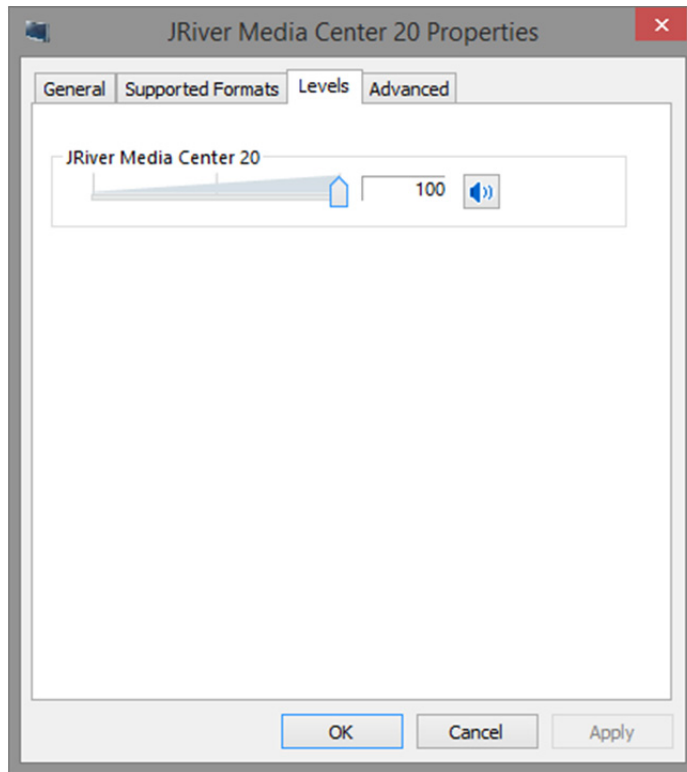 JRiver Media Center 20 Properties
General Supported Formats Levels Advanced
JRiver Media Center 20
100
OK Cancel Apply